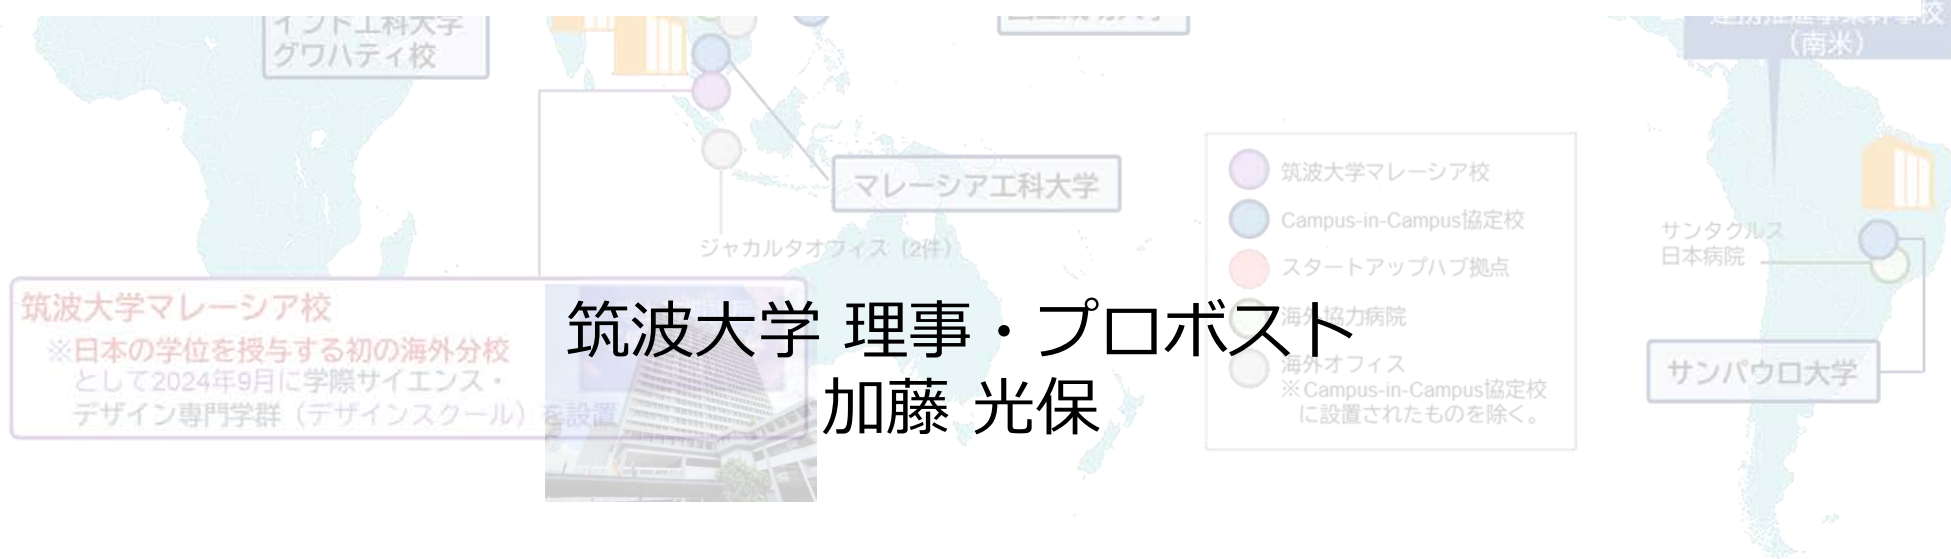 インド工科大学
グワハティ校
連携推進事業幹事校
（南米）
マレーシア工科大学
ジャカルタオフィス（2件）
筑波大学マレーシア校
Campus-in-Campus協定校
スタートアップハブ拠点
海外協力病院
海外オフィス
※Campus-in-Campus協定校
に設置されたものを除く。
サンタクルス
日本病院
サンパウロ大学
筑波大学マレーシア校
※日本の学位を授与する初の海外分校
として2024年9月に学際サイエンス・
デザイン専門学群（デザインスクール）を設置
筑波大学 理事・プロボスト
加藤 光保